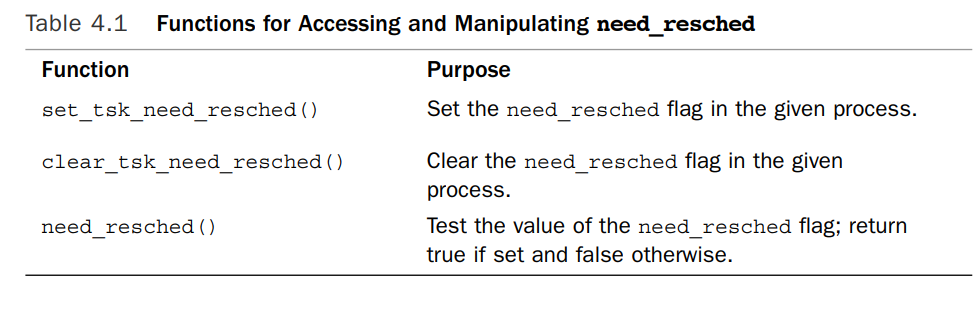 Table 4.1 Functions for Accessing and Manipulating need_resched
Function Purpose
set_tsk_need_resched() Set the need_resched flag in the given process.
clear_tsk_need_resched() Clear the need_resched flag in the given
process.
need_resched() Test the value of the need_resched flag; return
true if set and false otherwise.